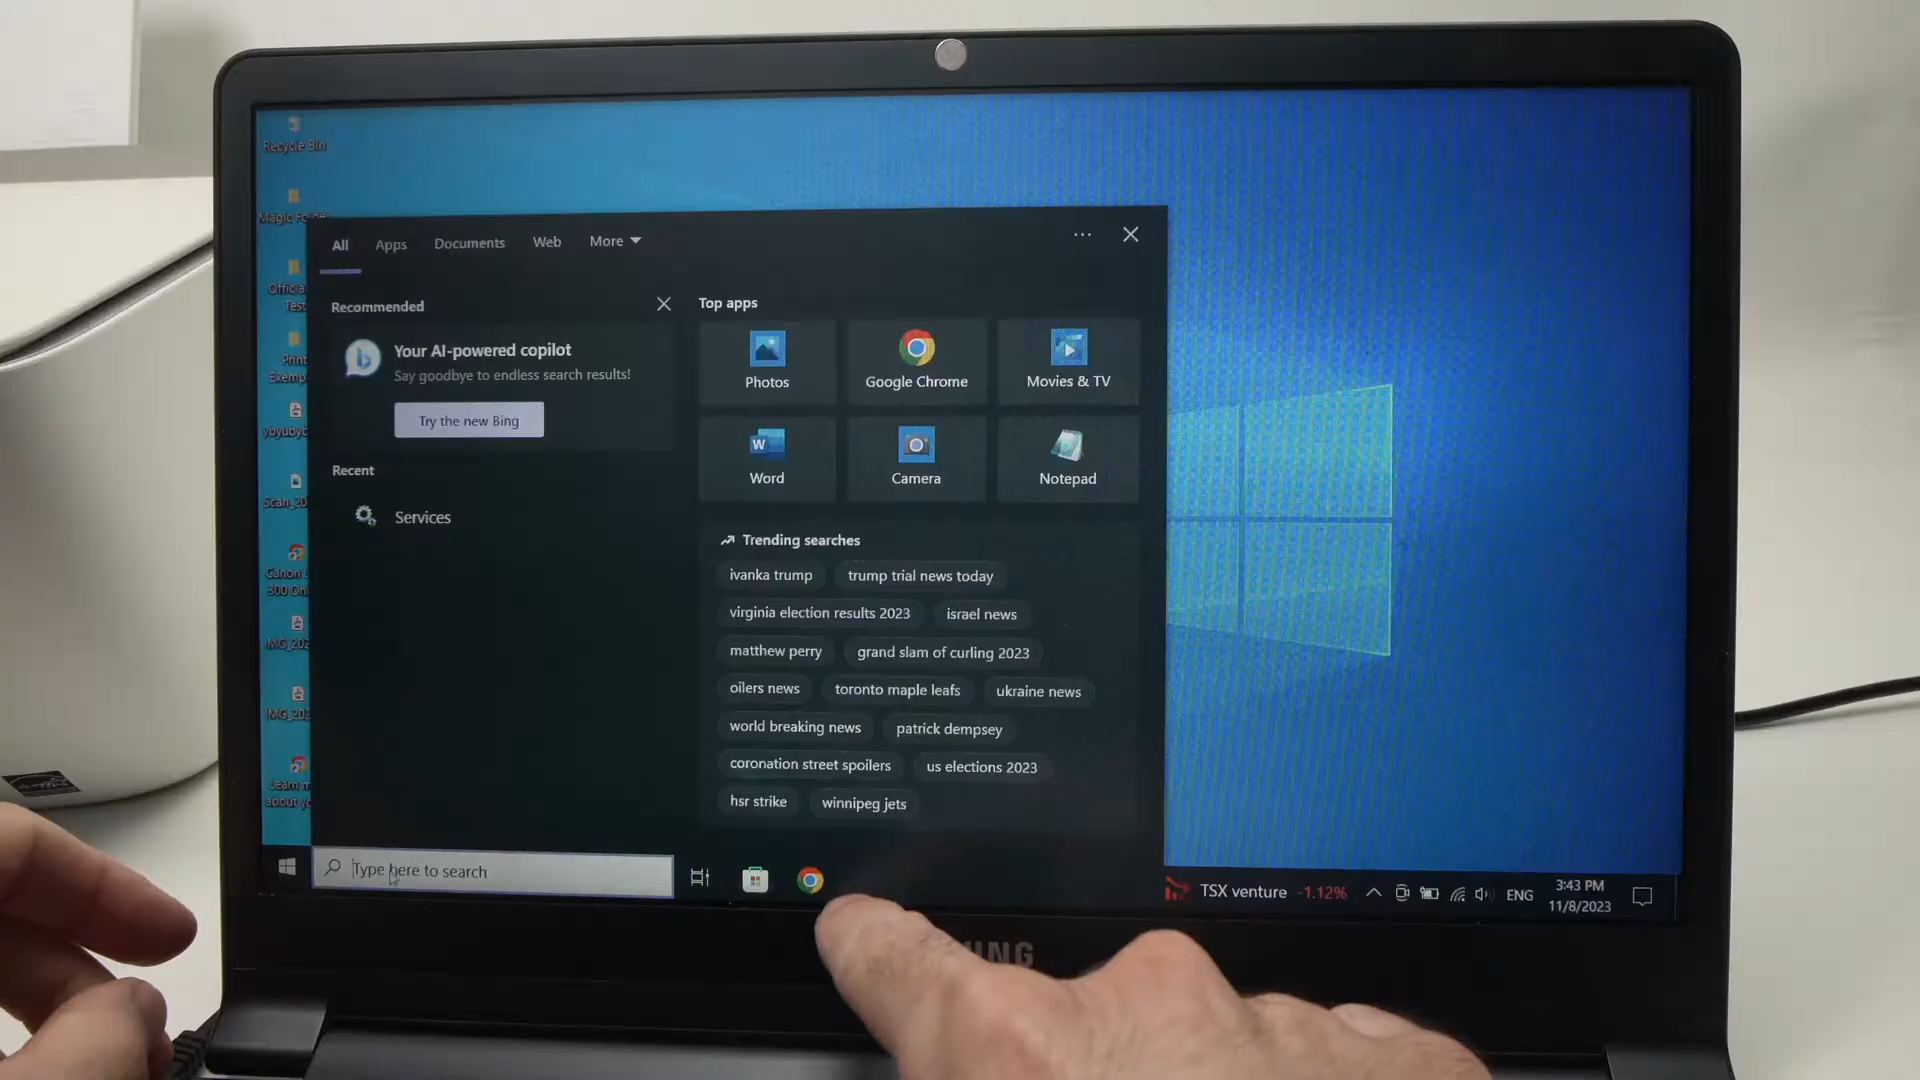 Recycle Bin
Magic Folder
Official
Test
Print
Exemp
ybyuby
Scan_20
Canon
300 Onl
IMG_202
IMG_202
Learn m
about yo
All
Apps
Documents
Web
More
Recommended
Your AI-powered copilot
Say goodbye to endless search results!
Try the new Bing
Recent
Services
Top apps
Photos
Google Chrome
Movies & TV
Word
Camera
Notepad
Trending searches
ivanka trump
trump trial news today
virginia election results 2023
israel news
matthew perry
grand slam of curling 2023
oilers news
toronto maple leafs
ukraine news
world breaking news
patrick dempsey
coronation street spoilers
us elections 2023
hsr strike
winnipeg jets
Type here to search
TSX venture -1.12%
ENG
3:43 PM
11/8/2023
UNG